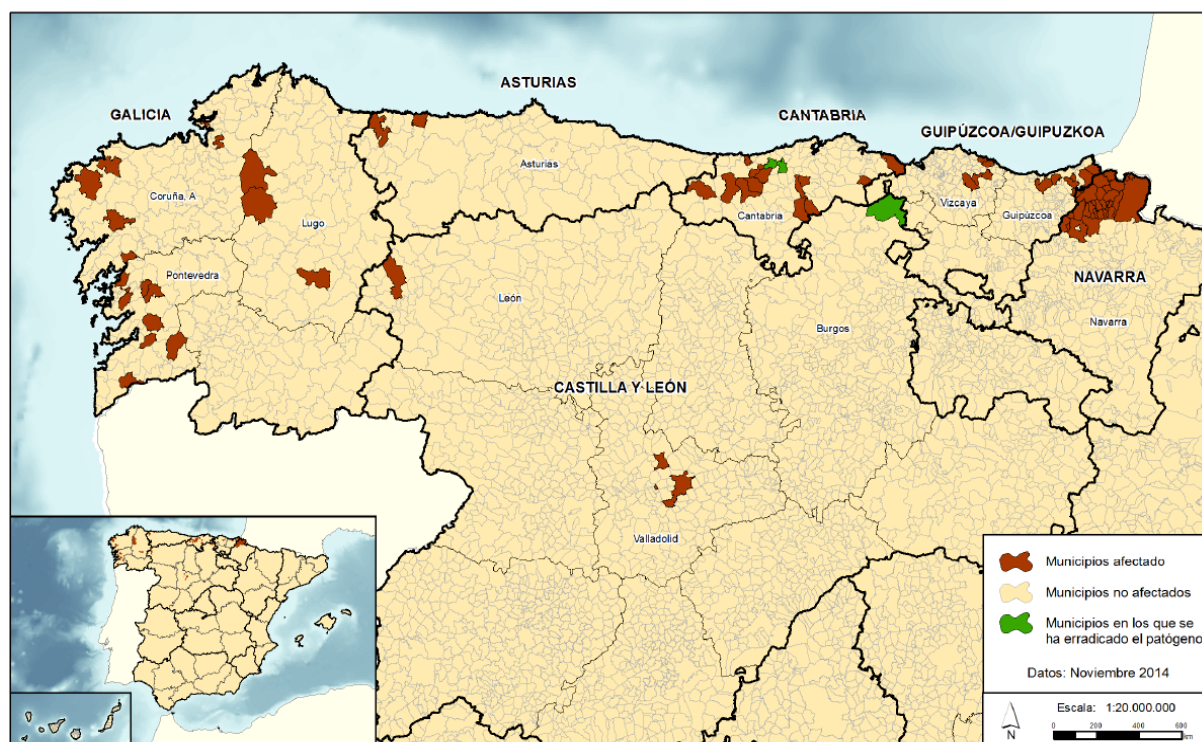 ASTURIAS
GALICIA
CANTABRIA
GUIPÚZCOA/GUIPUZKOA
Asturias
Coruña, A
Cantabria
Vizcaya
Guipúzcoa
Lugo
Pontevedra
NAVARRA
León
Navarra
Burgos
CASTILLA Y LEÓN
Valladolid
Municipios afectado
Municipios no afectados
Municipios en los que se
ha erradicado el patógeno
Datos: Noviembre 2014
Escala: 1:20.000.000
N
0 200 400 600
km